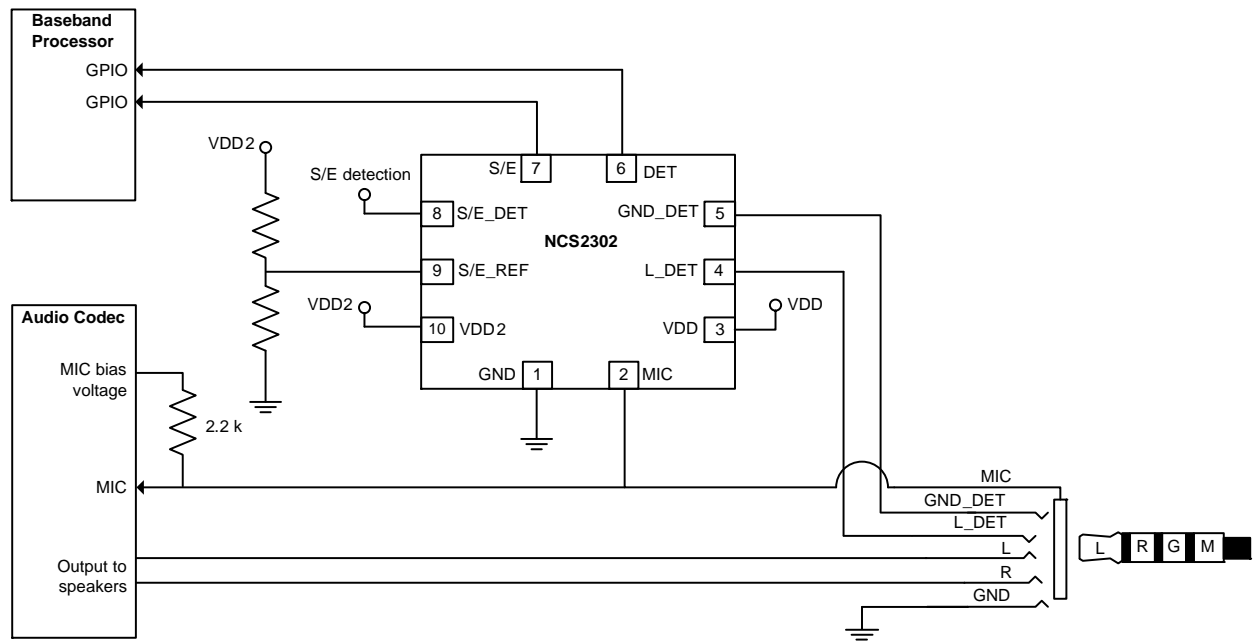 Baseband
Processor
GPIO
GPIO
VDD2
S/E detection
S/E
7
6
DET
8
S/E_DET
GND_DET
5
NCS2302
9
S/E_REF
L_DET
4
VDD2
10
VDD2
VDD
3
VDD
GND
1
2
MIC
Audio Codec
MIC bias
voltage
2.2 k
MIC
MIC
GND_DET
L_DET
L
Output to
speakers
R
GND
L
R
G
M